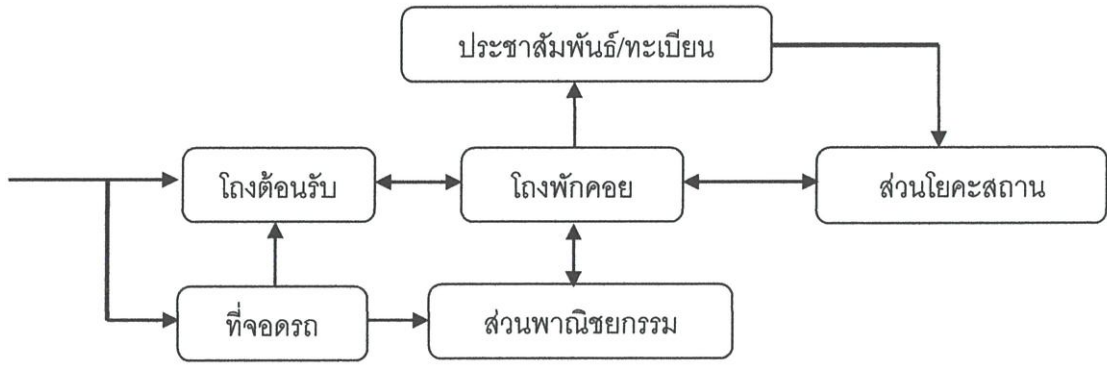 ประชาสัมพันธ์/ทะเบียน
โถงต้อนรับ
โถงพักคอย
ส่วนโยคะสถาน
ที่จอดรถ
ส่วนพาณิชยกรรม